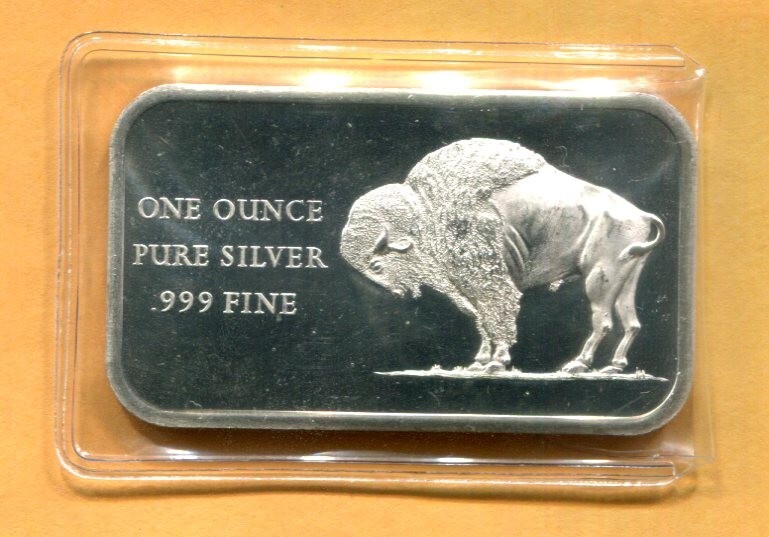 ONE OUNCE
PURE SILVER
.999 FINE